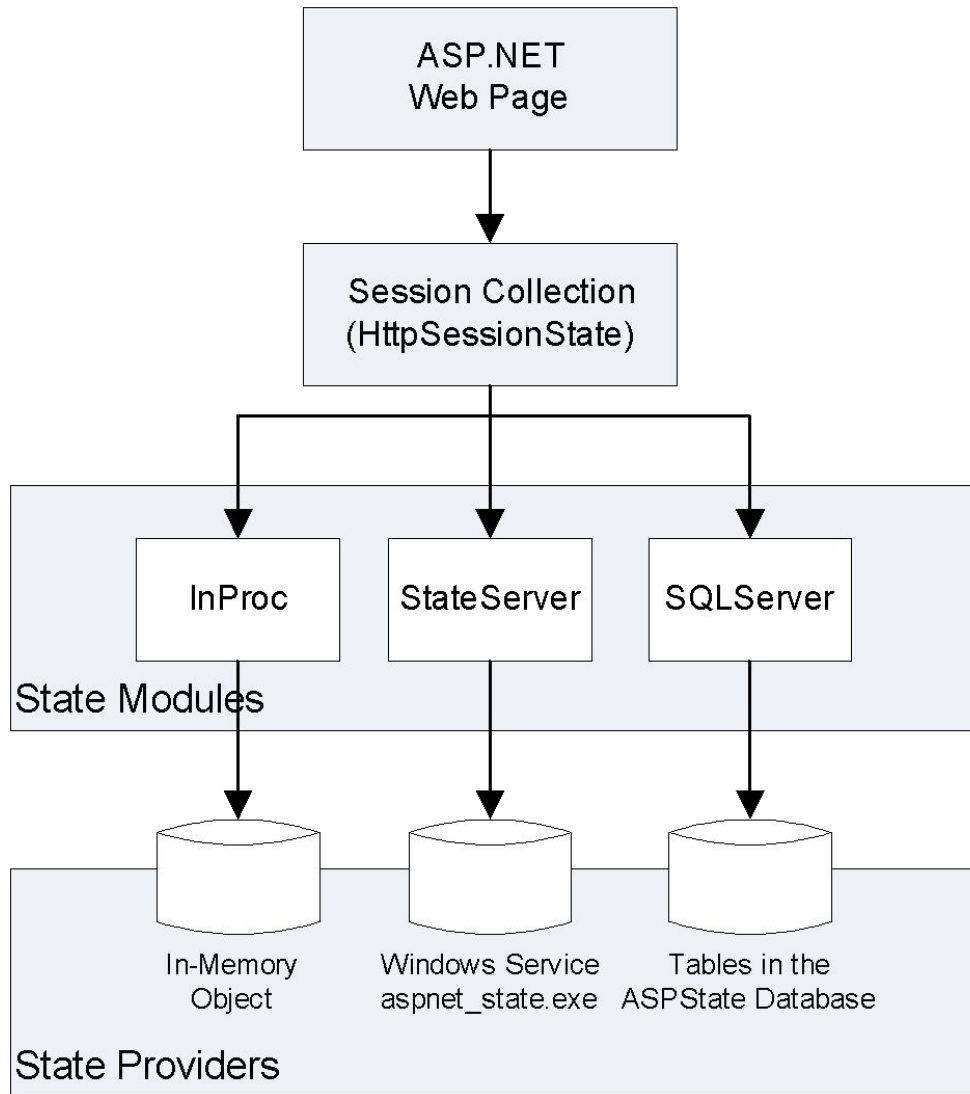 ASP.NET
Web Page
Session Collection
(HttpSessionState)
InProc
StateServer
SQLServer
State Modules
In-Memory
Object
Windows Service
aspnet_state.exe
Tables in the
ASPState Database
State Providers